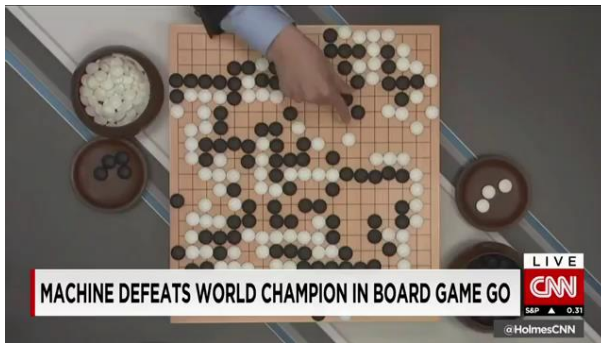 LIVE
MACHINE DEFEATS WORLD CHAMPION IN BOARD GAME GO
CNN
S&P ▲ 0.31
@HolmesCNN